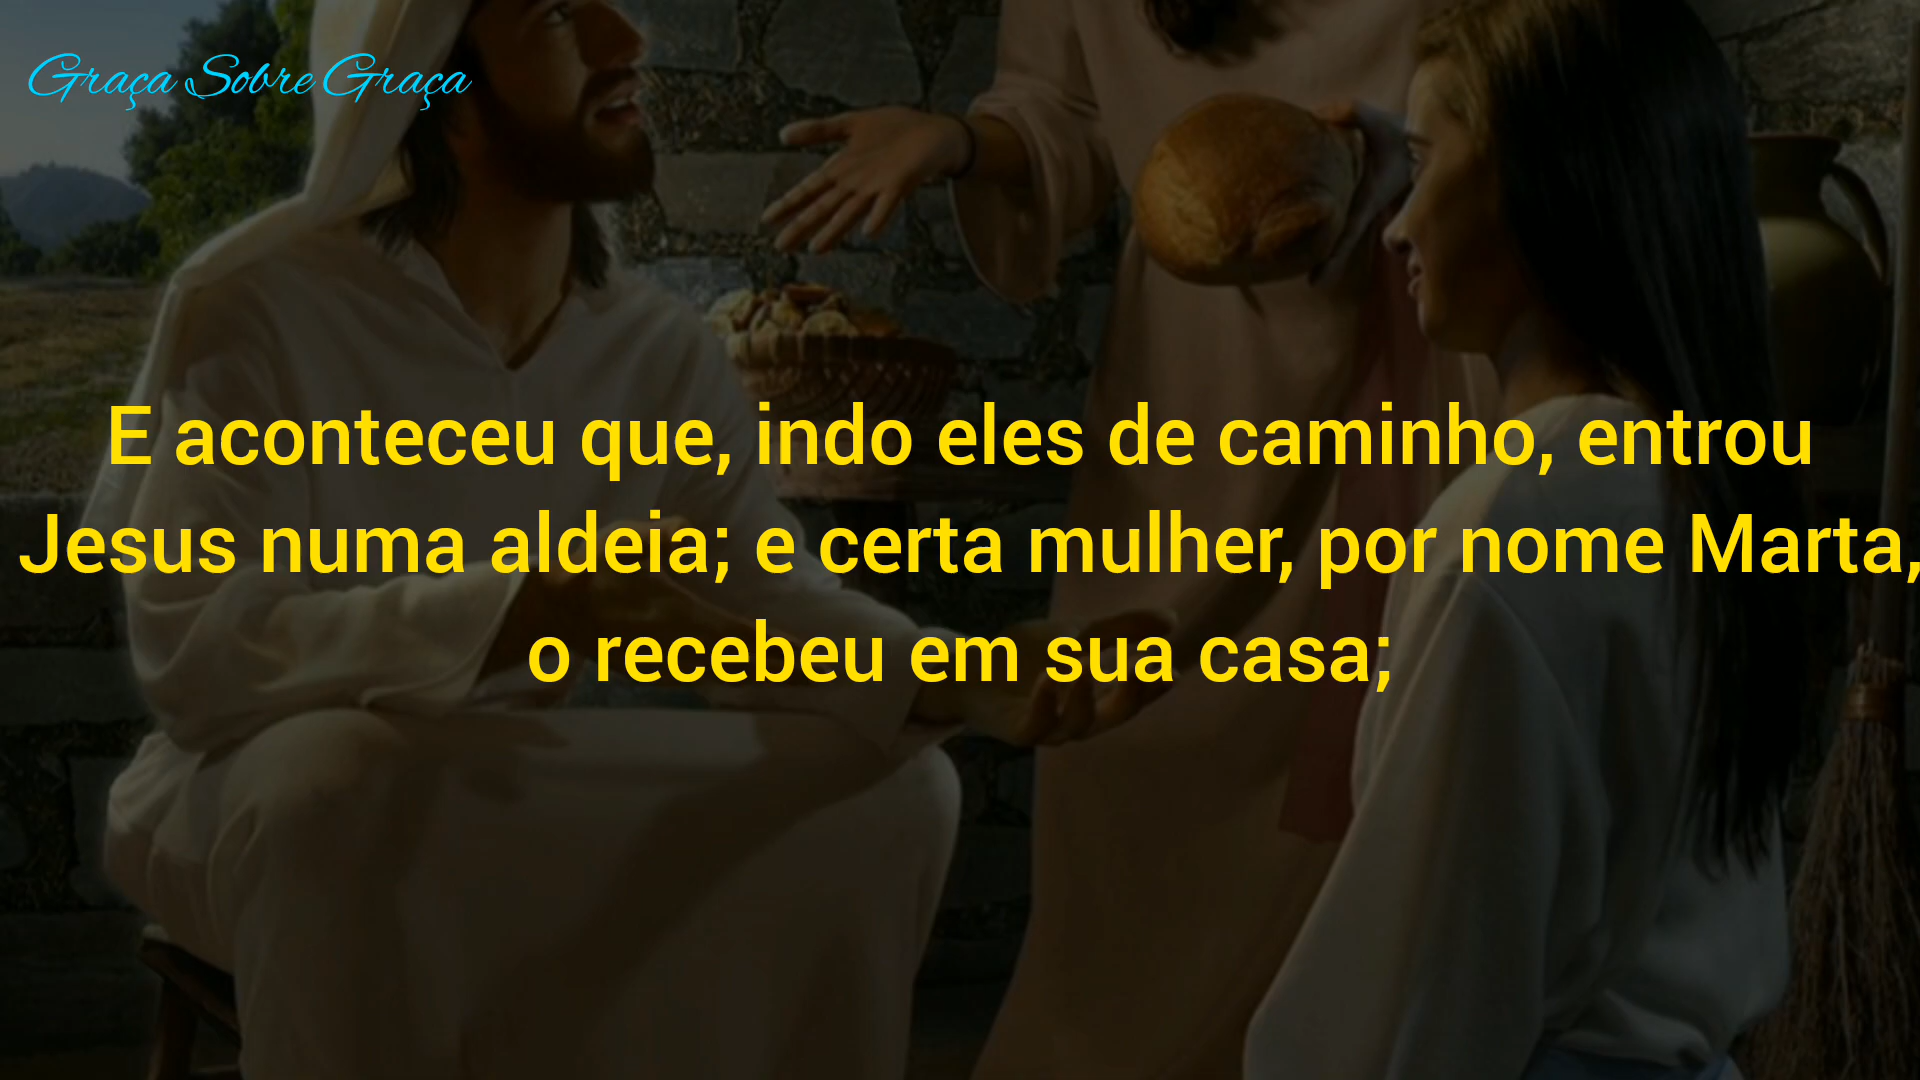 Graça Sobre Graça
E aconteceu que, indo eles de caminho, entrou
Jesus numa aldeia; e certa mulher, por nome Marta,
o recebeu em sua casa;